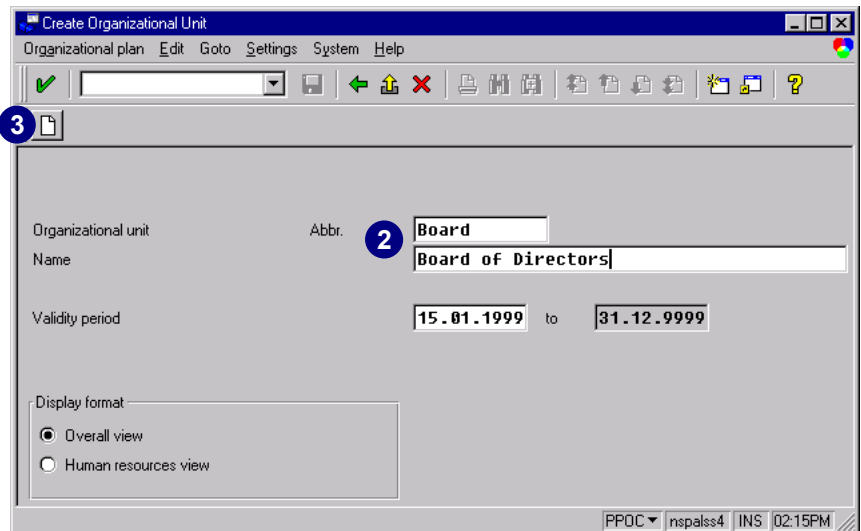 Create Organizational Unit
Organizational plan Edit Goto Settings System Help
3
Organizational unit Abbr. 2 Board
Name Board of Directors
Validity period 15.01.1999 to 31.12.9999
Display format
Overall view
Human resources view
PPOC nspalss4 INS 02:15PM